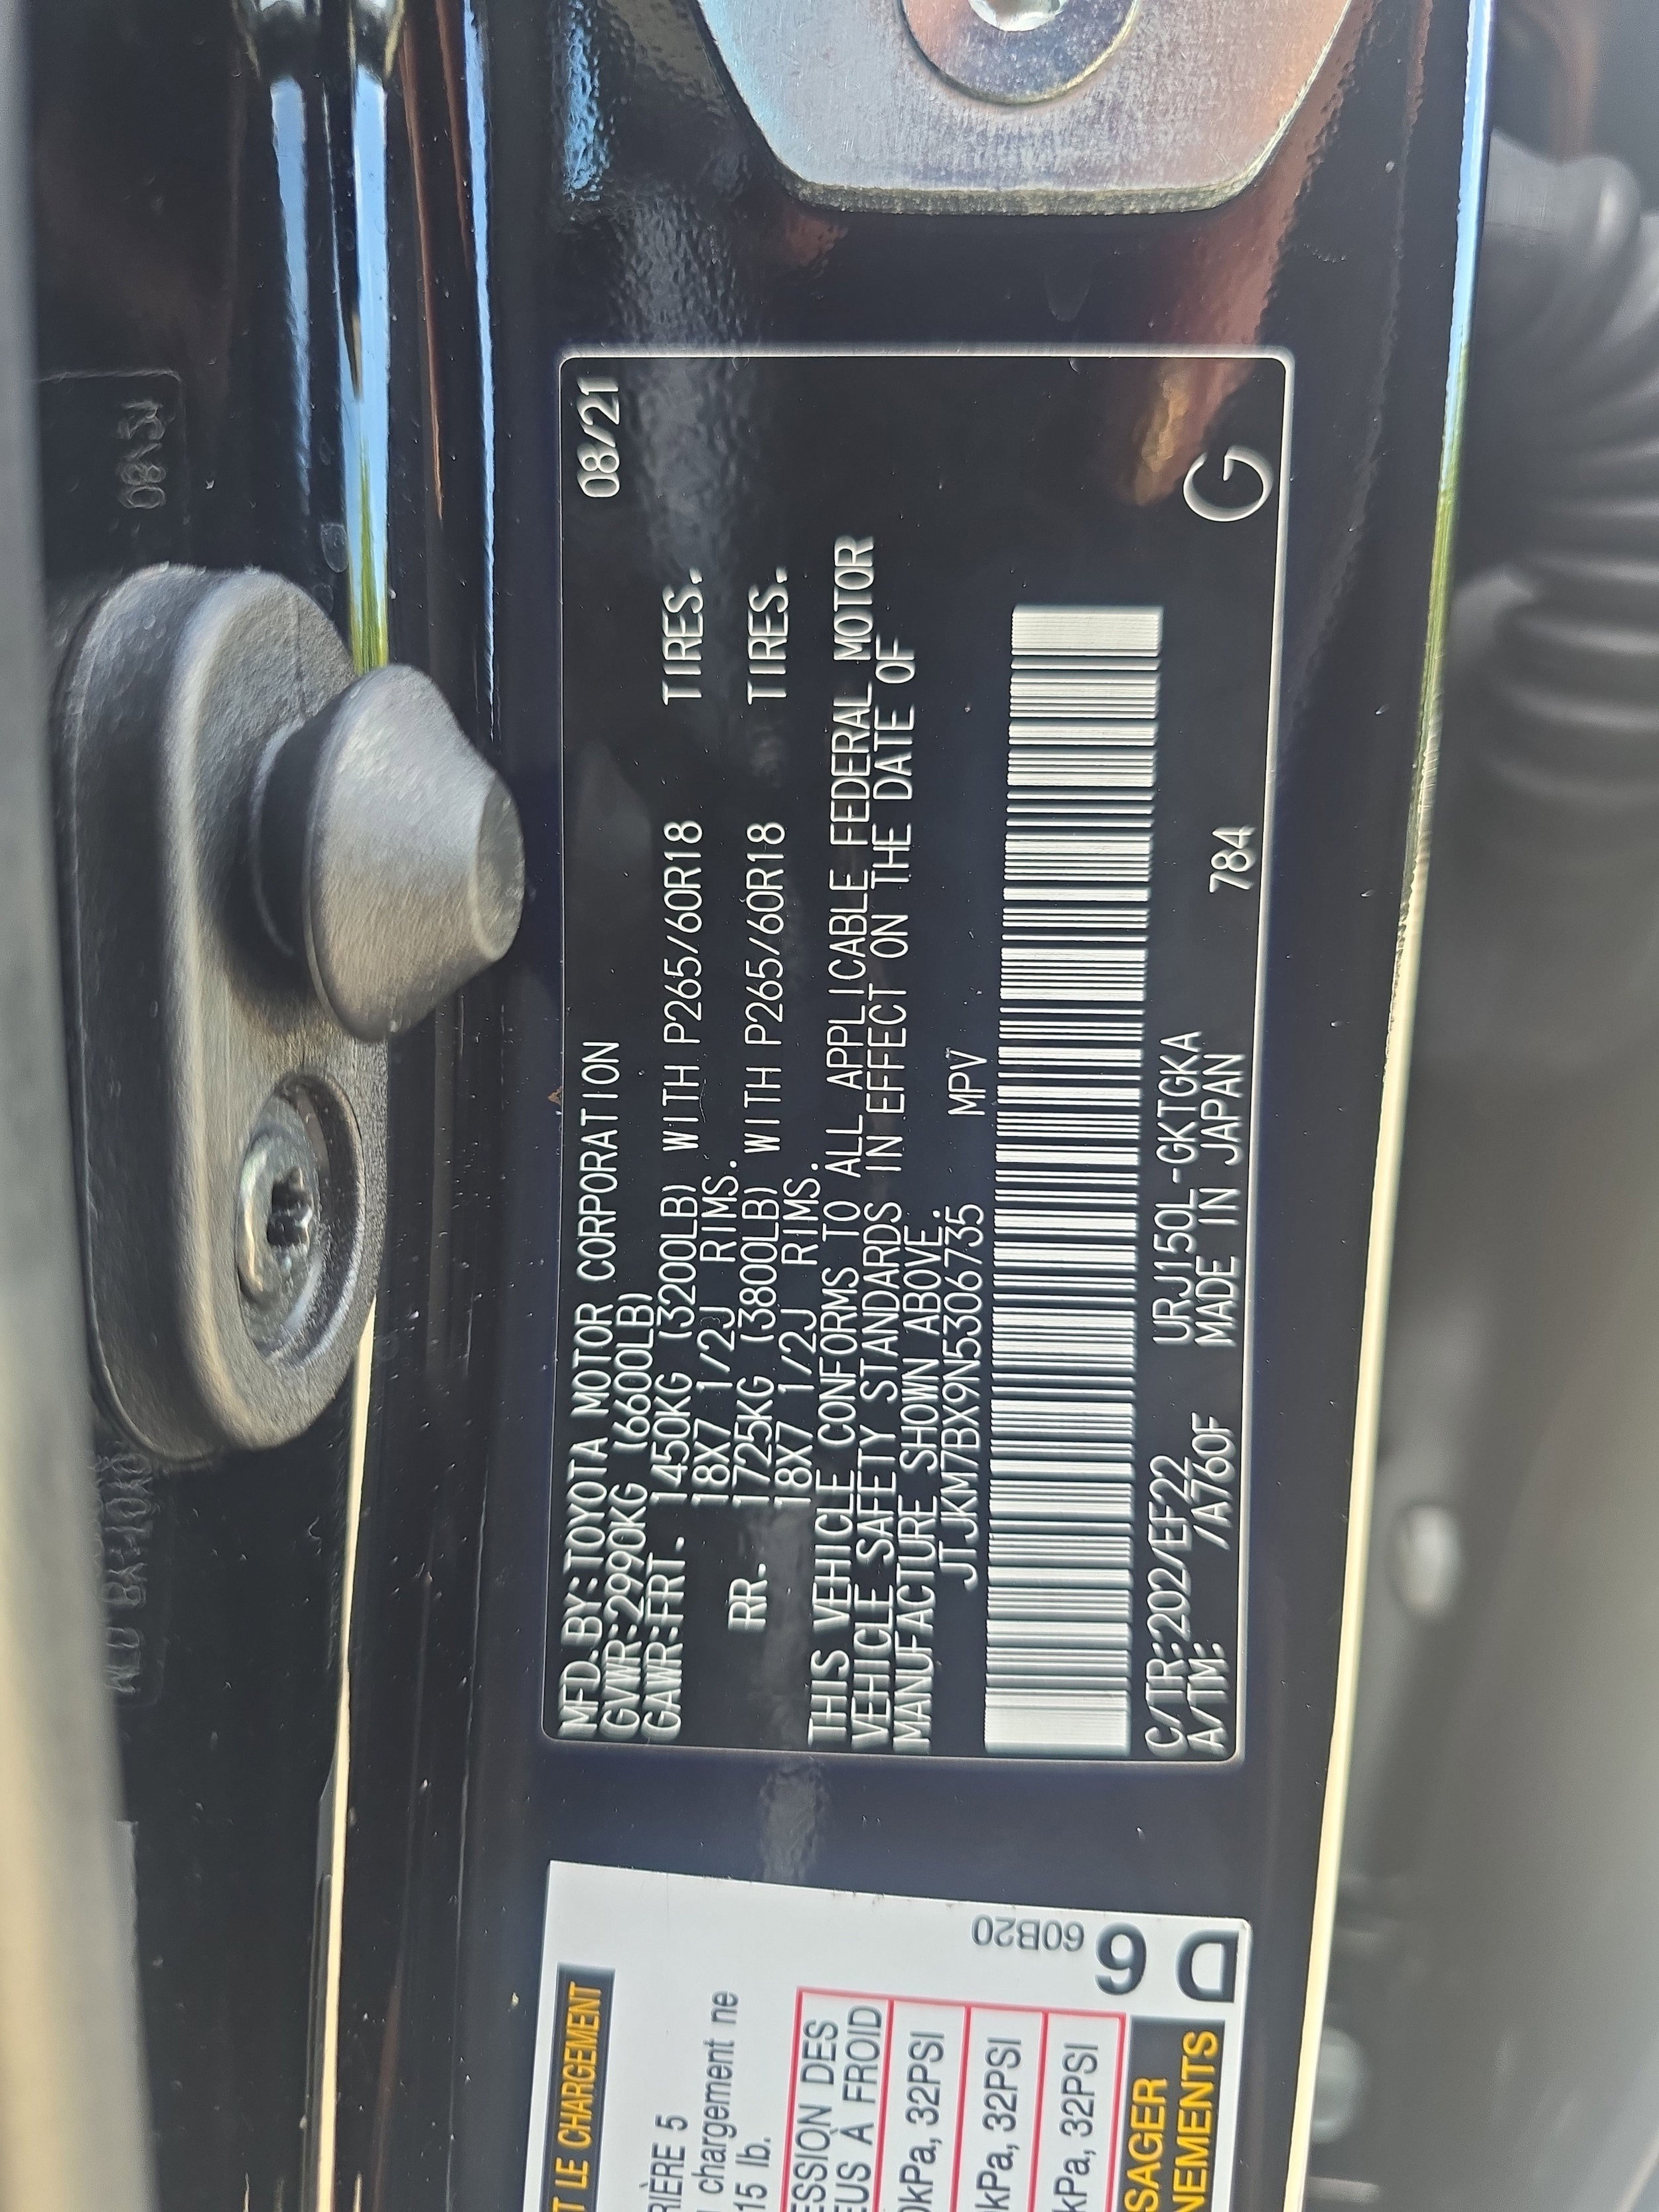 MFD.BY:TOYOTA MOTOR CORPORATION 08/21
GVWR:2990KG (6600LB)
GAWR:FRT. 1450KG (3200LB) WITH P265/60R18 TIRES.
18X7 1/2J RIMS.
RR. 1725KG (3800LB) WITH P265/60R18 TIRES.
18X7 1/2J RIMS.
THIS VEHICLE CONFORMS TO ALL APPLICABLE FEDERAL MOTOR
VEHICLE SAFETY STANDARDS IN EFFECT ON THE DATE OF
MANUFACTURE SHOWN ABOVE.
JTJKM7BX9N5306735 MPV
C/TR:202/EF22 URJ150L-GKTGKA
A/TM: /A760F MADE IN JAPAN 784
G
T LE CHARGEMENT
RIÈRE 5
chargement ne
15 lb.
ESSION DES
EUS À FROID
kPa, 32PSI
kPa, 32PSI
kPa, 32PSI
60B20
6
D
SAGER
NEMENTS